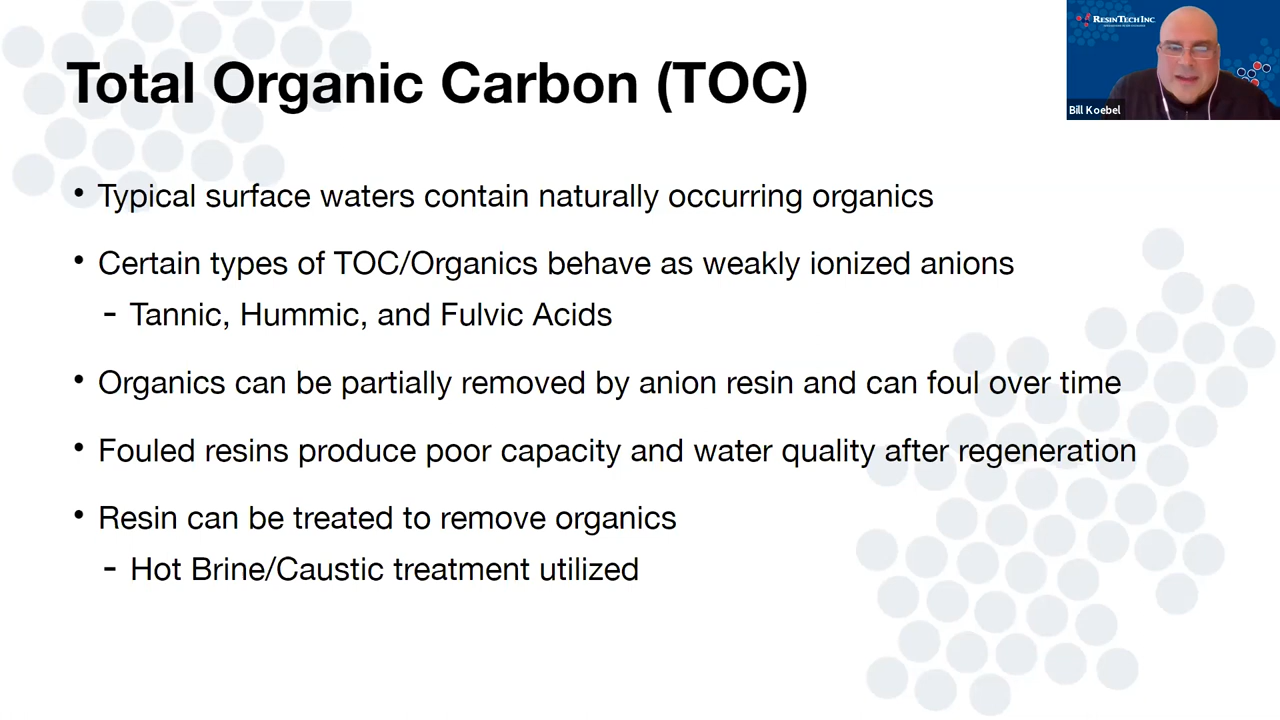 Total Organic Carbon (TOC)
RESINTECH INC
Bill Koebel
• Typical surface waters contain naturally occurring organics
• Certain types of TOC/Organics behave as weakly ionized anions
- Tannic, Hummic, and Fulvic Acids
• Organics can be partially removed by anion resin and can foul over time
• Fouled resins produce poor capacity and water quality after regeneration
• Resin can be treated to remove organics
- Hot Brine/Caustic treatment utilized